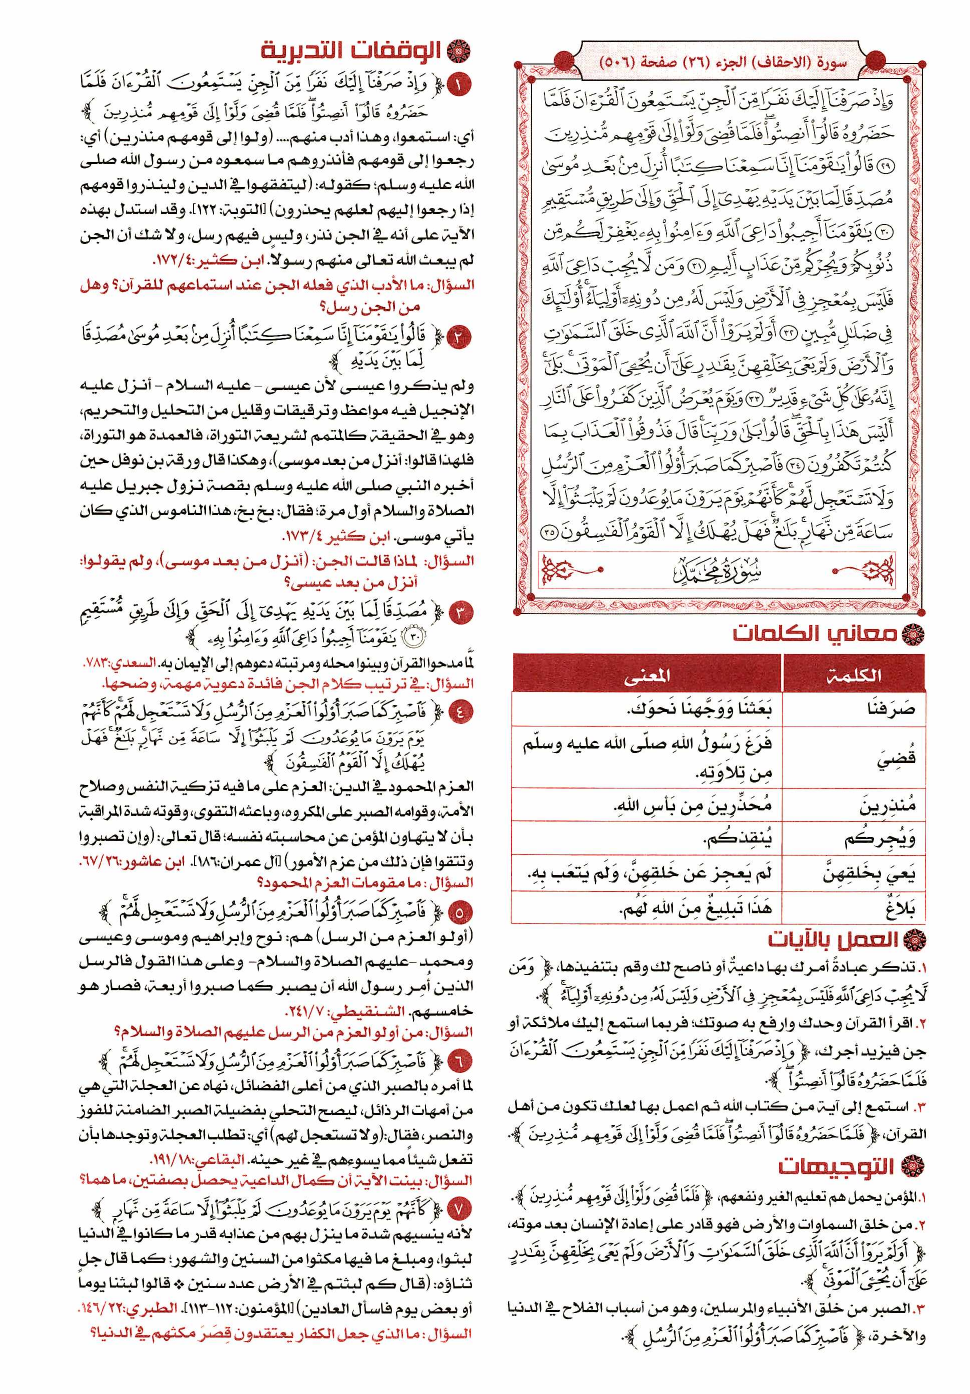 سورة (الاحقاف) الجزء (٢٦) صفحة (٥٠٦)
وَإِذْ صَرَفْنَآ إِلَيْكَ نَفَرًا مِّنَ ٱلْجِنِّ يَسْتَمِعُونَ ٱلْقُرْءَانَ فَلَمَّا
حَضَرُوهُ قَالُوٓا۟ أَنصِتُوا۟ ۖ فَلَمَّا قُضِىَ وَلَّوْا۟ إِلَىٰ قَوْمِهِم مُّنذِرِينَ
٢٩ قَالُوا۟ يَٰقَوْمَنَآ إِنَّا سَمِعْنَا كِتَٰبًا أُنزِلَ مِنۢ بَعْدِ مُوسَىٰ
مُصَدِّقًا لِّمَا بَيْنَ يَدَيْهِ يَهْدِىٓ إِلَى ٱلْحَقِّ وَإِلَىٰ طَرِيقٍ مُّسْتَقِيمٍ
٣٠ يَٰقَوْمَنَآ أَجِيبُوا۟ دَاعِىَ ٱللَّهِ وَءَامِنُوا۟ بِهِۦ يَغْفِرْ لَكُم مِّن
ذُنُوبِكُمْ وَيُجِرْكُم مِّنْ عَذَابٍ أَلِيمٍ ٣١ وَمَن لَّا يُجِبْ دَاعِىَ ٱللَّهِ
فَلَيْسَ بِمُعْجِزٍ فِى ٱلْأَرْضِ وَلَيْسَ لَهُۥ مِن دُونِهِۦٓ أَوْلِيَآءُ ۚ أُو۟لَٰٓئِكَ
فِى ضَلَٰلٍ مُّبِينٍ ٣٢ أَوَلَمْ يَرَوْا۟ أَنَّ ٱللَّهَ ٱلَّذِى خَلَقَ ٱلسَّمَٰوَٰتِ
وَٱلْأَرْضَ وَلَمْ يَعْىَ بِخَلْقِهِنَّ بِقَٰدِرٍ عَلَىٰٓ أَن يُحْۦِىَ ٱلْمَوْتَىٰ ۚ بَلَىٰٓ
إِنَّهُۥ عَلَىٰ كُلِّ شَىْءٍ قَدِيرٌ ٣٣ وَيَوْمَ يُعْرَضُ ٱلَّذِينَ كَفَرُوا۟ عَلَى ٱلنَّارِ
أَلَيْسَ هَٰذَا بِٱلْحَقِّ ۖ قَالُوا۟ بَلَىٰ وَرَبِّنَا ۚ قَالَ فَذُوقُوا۟ ٱلْعَذَابَ بِمَا
كُنتُمْ تَكْفُرُونَ ٣٤ فَٱصْبِرْ كَمَا صَبَرَ أُو۟لُوا۟ ٱلْعَزْمِ مِنَ ٱلرُّسُلِ
وَلَا تَسْتَعْجِل لَّهُمْ ۚ كَأَنَّهُمْ يَوْمَ يَرَوْنَ مَا يُوعَدُونَ لَمْ يَلْبَثُوٓا۟ إِلَّا
سَاعَةً مِّن نَّهَارٍۭ ۚ بَلَٰغٌ ۚ فَهَلْ يُهْلَكُ إِلَّا ٱلْقَوْمُ ٱلْفَٰسِقُونَ ٣٥
سُورَةُ مُحَمَّدٍ
معاني الكلمات
الكلمة المعنى
صَرَفنَا بَعَثنَا وَوَجَّهنَا نَحوَكَ.
قُضِيَ فَرَغَ رَسُولُ اللهِ صلّى الله عليه وسلّم
مِن تِلَاوَتِهِ.
مُنذِرِينَ مُحَذِّرِينَ مِن بَأسِ اللهِ.
وَيُجِركُم يُنقِذكُم.
يَعيَ بِخَلقِهِنَّ لَم يَعجِز عَن خَلقِهِنَّ، وَلَم يَتعَب بِهِ.
بَلَاغٌ هَذَا تَبلِيغٌ مِنَ اللهِ لَهُم.
العمل بالآيات
١. تذكر عبادةً أمرك بها داعيةٌ أو ناصح لك وقم بتنفيذها، ﴿ وَمَن
لَّا يُجِبْ دَاعِىَ ٱللَّهِ فَلَيْسَ بِمُعْجِزٍ فِى ٱلْأَرْضِ وَلَيْسَ لَهُۥ مِن دُونِهِۦٓ أَوْلِيَآءُ ﴾.
٢. اقرأ القرآن وحدك وارفع به صوتك؛ فربما استمع إليك ملائكة أو
جن فيزيد أجرك، ﴿ وَإِذْ صَرَفْنَآ إِلَيْكَ نَفَرًا مِّنَ ٱلْجِنِّ يَسْتَمِعُونَ ٱلْقُرْءَانَ
فَلَمَّا حَضَرُوهُ قَالُوٓا۟ أَنصِتُوا۟ ۖ ﴾.
٣. استمع إلى آية من كتاب الله ثم اعمل بها لعلك تكون من أهل
القرآن، ﴿ فَلَمَّا حَضَرُوهُ قَالُوٓا۟ أَنصِتُوا۟ ۖ فَلَمَّا قُضِىَ وَلَّوْا۟ إِلَىٰ قَوْمِهِم مُّنذِرِينَ ﴾.
التوجيهات
١. المؤمن يحمل هم تعليم الغير ونفعهم، ﴿ فَلَمَّا قُضِىَ وَلَّوْا۟ إِلَىٰ قَوْمِهِم مُّنذِرِينَ ﴾.
٢. من خلق السماوات والأرض فهو قادر على إعادة الإنسان بعد موته،
﴿ أَوَلَمْ يَرَوْا۟ أَنَّ ٱللَّهَ ٱلَّذِى خَلَقَ ٱلسَّمَٰوَٰتِ وَٱلْأَرْضَ وَلَمْ يَعْىَ بِخَلْقِهِنَّ بِقَٰدِرٍ
عَلَىٰٓ أَن يُحْۦِىَ ٱلْمَوْتَىٰ ۚ ﴾.
٣. الصبر من خلُق الأنبياء والمرسلين، وهو من أسباب الفلاح في الدنيا
والآخرة، ﴿ فَٱصْبِرْ كَمَا صَبَرَ أُو۟لُوا۟ ٱلْعَزْمِ مِنَ ٱلرُّسُلِ ﴾.
الوقفات التدبرية
١ ﴿ وَإِذْ صَرَفْنَآ إِلَيْكَ نَفَرًا مِّنَ ٱلْجِنِّ يَسْتَمِعُونَ ٱلْقُرْءَانَ فَلَمَّا
حَضَرُوهُ قَالُوٓا۟ أَنصِتُوا۟ ۖ فَلَمَّا قُضِىَ وَلَّوْا۟ إِلَىٰ قَوْمِهِم مُّنذِرِينَ ﴾
أي: استمعوا، وهذا أدب منهم.... (ولوا إلى قومهم منذرين) أي:
رجعوا إلى قومهم فأنذروهم ما سمعوه من رسول الله صلى
الله عليه وسلم؛ كقوله: (ليتفقهوا في الدين ولينذروا قومهم
إذا رجعوا إليهم لعلهم يحذرون) [التوبة: ١٢٢]. وقد استدل بهذه
الآية على أنه في الجن نذر، وليس فيهم رسل، ولا شك أن الجن
لم يبعث الله تعالى منهم رسولاً. ابن كثير: ١٧٢/٤.
السؤال: ما الأدب الذي فعله الجن عند استماعهم للقرآن؟ وهل
من الجن رسل؟
٢ ﴿ قَالُوا۟ يَٰقَوْمَنَآ إِنَّا سَمِعْنَا كِتَٰبًا أُنزِلَ مِنۢ بَعْدِ مُوسَىٰ مُصَدِّقًا
لِّمَا بَيْنَ يَدَيْهِ ﴾
ولم يذكروا عيسى لأن عيسى - عليه السلام - أنزل عليه
الإنجيل فيه مواعظ وترقيقات وقليل من التحليل والتحريم،
وهو في الحقيقة كالمتمم لشريعة التوراة، فالعمدة هو التوراة،
فلهذا قالوا: أنزل من بعد موسى)، وهكذا قال ورقة بن نوفل حين
أخبره النبي صلى الله عليه وسلم بقصة نزول جبريل عليه
الصلاة والسلام أول مرة؛ فقال: بخ بخ، هذا الناموس الذي كان
يأتي موسى. ابن كثير ١٧٣/٤.
السؤال: لماذا قالت الجن: (أنزل من بعد موسى)، ولم يقولوا:
أنزل من بعد عيسى؟
٣ ﴿ مُصَدِّقًا لِّمَا بَيْنَ يَدَيْهِ يَهْدِىٓ إِلَى ٱلْحَقِّ وَإِلَىٰ طَرِيقٍ مُّسْتَقِيمٍ
٣٠ يَٰقَوْمَنَآ أَجِيبُوا۟ دَاعِىَ ٱللَّهِ وَءَامِنُوا۟ بِهِۦ ﴾
لَمَّا مدحوا القرآن وبينوا محله ومرتبته دعوهم إلى الإيمان به. السعدي: ٧٨٣.
السؤال: في ترتيب كلام الجن فائدة دعوية مهمة، وضحها.
٤ ﴿ فَٱصْبِرْ كَمَا صَبَرَ أُو۟لُوا۟ ٱلْعَزْمِ مِنَ ٱلرُّسُلِ وَلَا تَسْتَعْجِل لَّهُمْ ۚ كَأَنَّهُمْ
يَوْمَ يَرَوْنَ مَا يُوعَدُونَ لَمْ يَلْبَثُوٓا۟ إِلَّا سَاعَةً مِّن نَّهَارٍۭ ۚ بَلَٰغٌ ۚ فَهَلْ
يُهْلَكُ إِلَّا ٱلْقَوْمُ ٱلْفَٰسِقُونَ ﴾
العزم المحمود في الدين: العزم على ما فيه تزكية النفس وصلاح
الأمة، وقوامه الصبر على المكروه، وباعثه التقوى، وقوته شدة المراقبة
بأن لا يتهاون المؤمن عن محاسبته نفسه؛ قال تعالى: (وإن تصبروا
وتتقوا فإن ذلك من عزم الأمور) [آل عمران: ١٨٦]. ابن عاشور: ٦٧/٢٦.
السؤال: ما مقومات العزم المحمود؟
٥ ﴿ فَٱصْبِرْ كَمَا صَبَرَ أُو۟لُوا۟ ٱلْعَزْمِ مِنَ ٱلرُّسُلِ وَلَا تَسْتَعْجِل لَّهُمْ ۚ ﴾
(أولو العزم من الرسل) هم: نوح وإبراهيم وموسى وعيسى
ومحمد -عليهم الصلاة والسلام- وعلى هذا القول فالرسل
الذين أُمِر رسول الله أن يصبر كما صبروا أربعة، فصار هو
خامسهم. الشنقيطي: ٢٤١/٧.
السؤال: من أولو العزم من الرسل عليهم الصلاة والسلام؟
٦ ﴿ فَٱصْبِرْ كَمَا صَبَرَ أُو۟لُوا۟ ٱلْعَزْمِ مِنَ ٱلرُّسُلِ وَلَا تَسْتَعْجِل لَّهُمْ ۚ ﴾
لما أمره بالصبر الذي من أعلى الفضائل، نهاه عن العجلة التي هي
من أمهات الرذائل، ليصح التحلي بفضيلة الصبر الضامنة للفوز
والنصر، فقال: (ولا تستعجل لهم) أي: تطلب العجلة وتوجدها بأن
تفعل شيئاً مما يسوءهم في غير حينه. البقاعي: ١٩١/١٨.
السؤال: بينت الآية أن كمال الداعية يحصل بصفتين، ما هما؟
٧ ﴿ كَأَنَّهُمْ يَوْمَ يَرَوْنَ مَا يُوعَدُونَ لَمْ يَلْبَثُوٓا۟ إِلَّا سَاعَةً مِّن نَّهَارٍۭ ﴾
لأنه ينسيهم شدة ما ينزل بهم من عذابه قدر ما كانوا في الدنيا
لبثوا، ومبلغ ما فيها مكثوا من السنين والشهور؛ كما قال جل
ثناؤه: (قال كم لبثتم في الأرض عدد سنين * قالوا لبثنا يوماً
أو بعض يوم فاسأل العادين) [المؤمنون: ١١٢-١١٣]. الطبري: ١٤٦/٢٢.
السؤال: ما الذي جعل الكفار يعتقدون قِصَرَ مكثهم في الدنيا؟